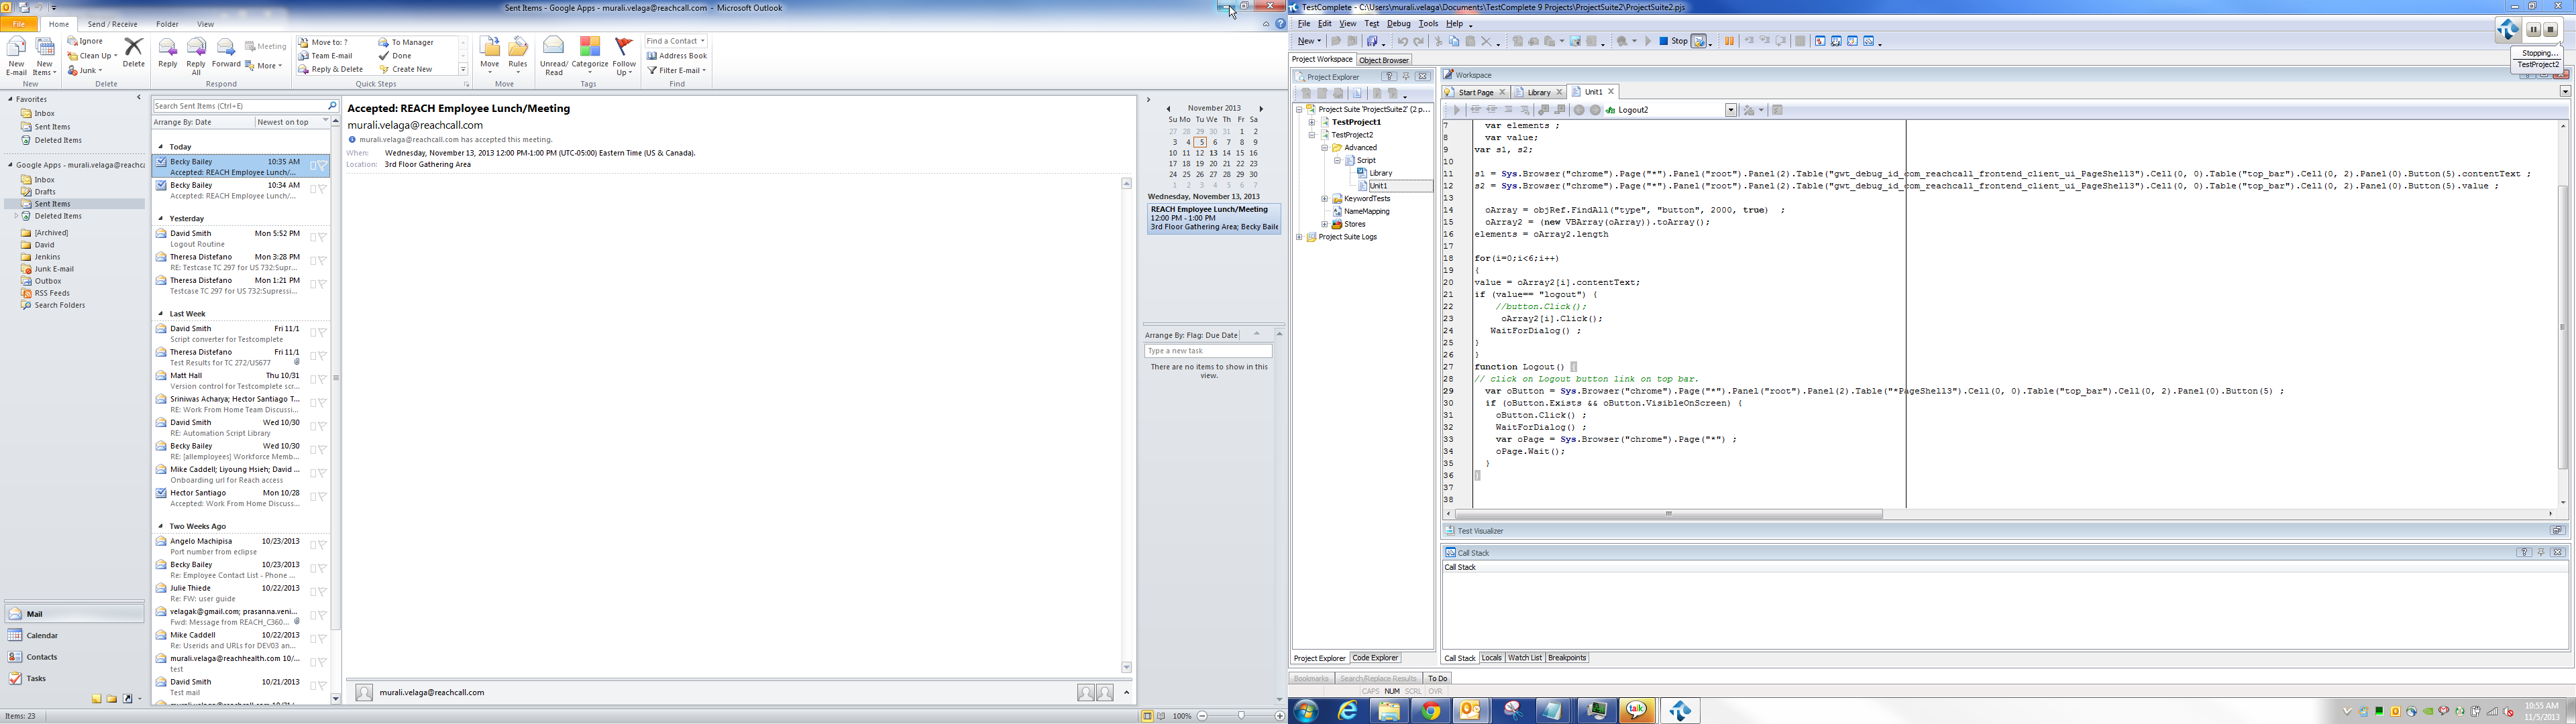 Sent Items - Google Apps - murali.velaga@reachcall.com - Microsoft Outlook
File Home Send / Receive Folder View
New E-mail
New Items
New
Ignore
Clean Up
Junk
Delete
Delete
Reply
Reply All
Forward
Meeting
More
Respond
Move to: ?
Team E-mail
Reply & Delete
To Manager
Done
Create New
Quick Steps
Move
Rules
Move
Unread/ Read
Categorize
Follow Up
Tags
Find a Contact
Address Book
Filter E-mail
Find
Favorites
Inbox
Sent Items
Deleted Items
Google Apps - murali.velaga@reachc
Inbox
Drafts
Sent Items
Deleted Items
[Archived]
David
Jenkins
Junk E-mail
Outbox
RSS Feeds
Search Folders
Mail
Calendar
Contacts
Tasks
Items: 23
Search Sent Items (Ctrl+E)
Arrange By: Date Newest on top
Today
Becky Bailey 10:35 AM
Accepted: REACH Employee Lunch/...
Becky Bailey 10:34 AM
Accepted: REACH Employee Lunch/...
Yesterday
David Smith Mon 5:52 PM
Logout Routine
Theresa Distefano Mon 3:28 PM
RE: Testcase TC 297 for US 732:Supr...
Theresa Distefano Mon 1:21 PM
Testcase TC 297 for US 732:Supressi...
Last Week
David Smith Fri 11/1
Script converter for Testcomplete
Theresa Distefano Fri 11/1
Test Results for TC 272/US677
Matt Hall Thu 10/31
Version control for Testcomplete scr...
Sriniwas Acharya; Hector Santiago T...
RE: Work From Home Team Discussi...
David Smith Wed 10/30
RE: Automation Script Library
Becky Bailey Wed 10/30
RE: [allemployees] Workforce Memb...
Mike Caddell; Liyoung Hsieh; David ...
Onboarding url for Reach access
Hector Santiago Mon 10/28
Accepted: Work From Home Discus...
Two Weeks Ago
Angelo Machipisa 10/23/2013
Port number from eclipse
Becky Bailey 10/23/2013
Re: Employee Contact List - Phone ...
Julie Thiede 10/22/2013
Re: FW: user guide
velagak@gmail.com; prasanna.veni...
Fwd: Message from REACH_C360...
Mike Caddell 10/22/2013
Re: Userids and URLs for DEV03 an...
murali.velaga@reachhealth.com 10/...
test
David Smith 10/21/2013
Test mail
Accepted: REACH Employee Lunch/Meeting
murali.velaga@reachcall.com
murali.velaga@reachcall.com has accepted this meeting.
When: Wednesday, November 13, 2013 12:00 PM-1:00 PM (UTC-05:00) Eastern Time (US & Canada).
Location: 3rd Floor Gathering Area
murali.velaga@reachcall.com
November 2013
Su Mo Tu We Th Fr Sa
27 28 29 30 31 1 2
3 4 5 6 7 8 9
10 11 12 13 14 15 16
17 18 19 20 21 22 23
24 25 26 27 28 29 30
1 2 3 4 5 6 7
Wednesday, November 13, 2013
REACH Employee Lunch/Meeting
12:00 PM - 1:00 PM
3rd Floor Gathering Area; Becky Baile
Arrange By: Flag: Due Date
Type a new task
There are no items to show in this view.
100%
TestComplete - C:\Users\murali.velaga\Documents\TestComplete 9 Projects\ProjectSuite2\ProjectSuite2.pjs
File Edit View Test Debug Tools Help
New
Stop
Stopping...
TestProject2
Project Workspace Object Browser
Project Explorer
Project Suite 'ProjectSuite2' (2 p...
TestProject1
TestProject2
Advanced
Script
Library
Unit1
KeywordTests
NameMapping
Stores
Project Suite Logs
Project Explorer Code Explorer
Workspace
Start Page Library Unit1
Logout2
7 var elements ;
8 var value;
9 var s1, s2;
10
11 s1 = Sys.Browser("chrome").Page("*").Panel("root").Panel(2).Table("gwt_debug_id_com_reachcall_frontend_client_ui_PageShell3").Cell(0, 0).Table("top_bar").Cell(0, 2).Panel(0).Button(5).contentText ;
12 s2 = Sys.Browser("chrome").Page("*").Panel("root").Panel(2).Table("gwt_debug_id_com_reachcall_frontend_client_ui_PageShell3").Cell(0, 0).Table("top_bar").Cell(0, 2).Panel(0).Button(5).value ;
13
14 oArray = objRef.FindAll("type", "button", 2000, true) ;
15 oArray2 = (new VBArray(oArray)).toArray();
16 elements = oArray2.length
17
18 for(i=0;i<6;i++)
19 {
20 value = oArray2[i].contentText;
21 if (value== "logout") {
22 //button.Click();
23 oArray2[i].Click();
24 WaitForDialog() ;
25 }
26 }
27 function Logout() {
28 // click on Logout button link on top bar.
29 var oButton = Sys.Browser("chrome").Page("*").Panel("root").Panel(2).Table("*PageShell3").Cell(0, 0).Table("top_bar").Cell(0, 2).Panel(0).Button(5) ;
30 if (oButton.Exists && oButton.VisibleOnScreen) {
31 oButton.Click() ;
32 WaitForDialog() ;
33 var oPage = Sys.Browser("chrome").Page("*") ;
34 oPage.Wait();
35 }
36 }
37
38
Test Visualizer
Call Stack
Call Stack
Call Stack Locals Watch List Breakpoints
Bookmarks Search/Replace Results To Do
CAPS NUM SCRL OVR
talk
10:55 AM
11/5/2013